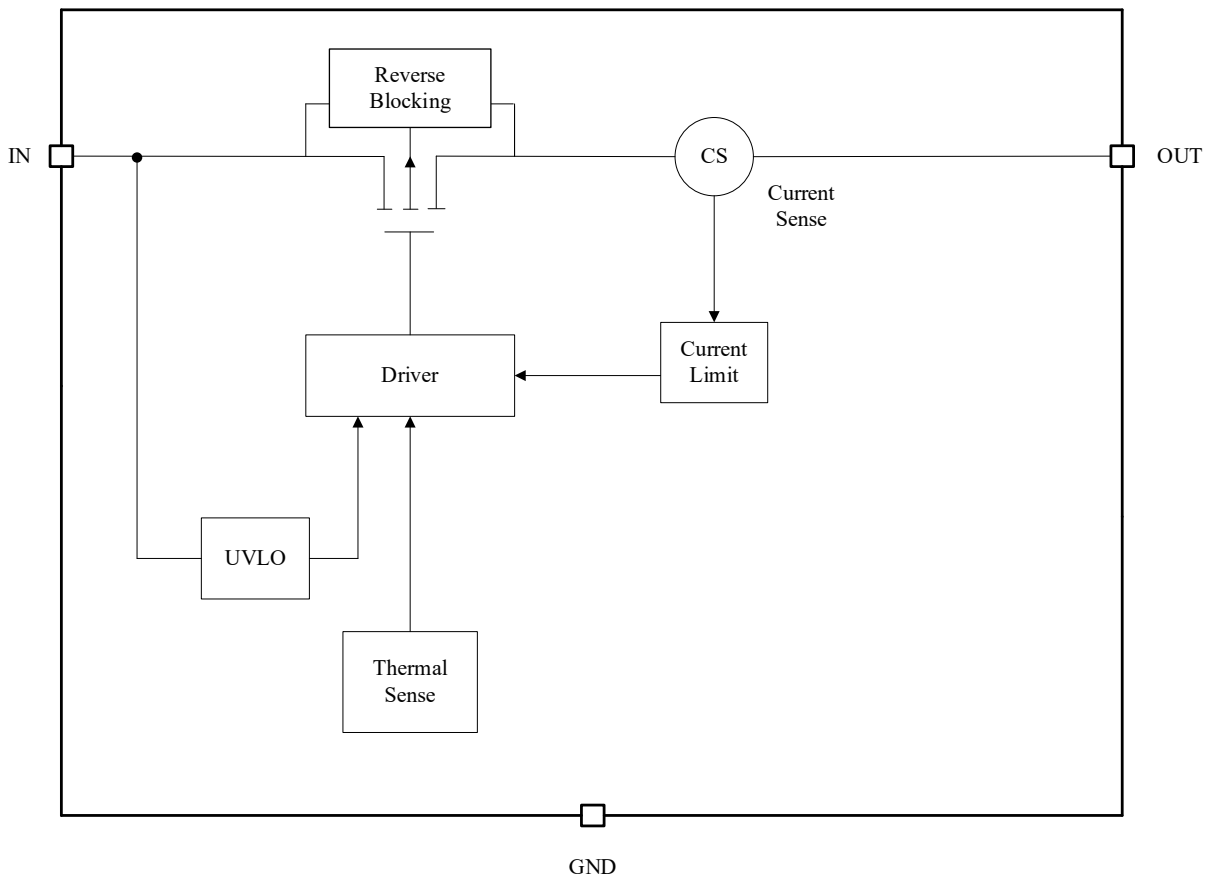 Reverse
Blocking
IN
CS
OUT
Current
Sense
Current
Limit
Driver
UVLO
Thermal
Sense
GND